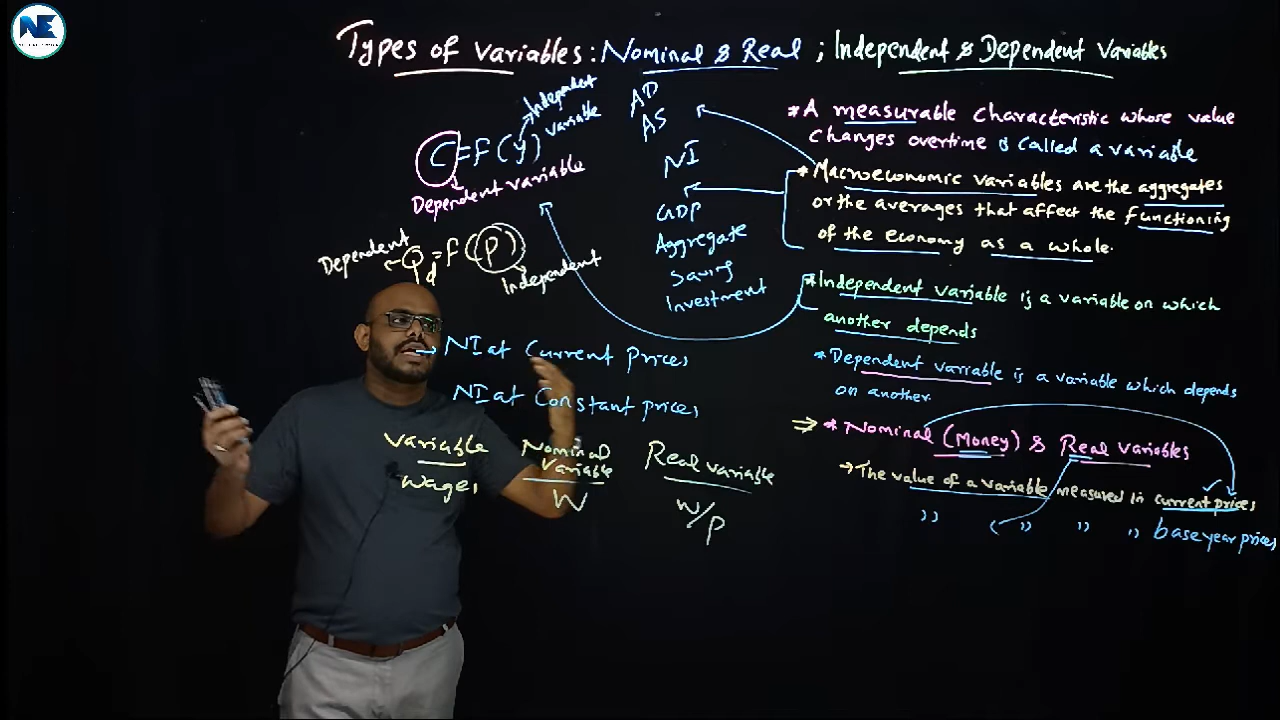 NE
Types of variables: Nominal & Real ; Independent & Dependent Variables
Independent variable
C = f(y)
Dependent variable
Dependent
Qd = f(P)
Independent
AD
AS
NI
GDP
Aggregate
Saving
Investment
* A measurable characteristic whose value
changes overtime is called a variable
* Macroeconomic variables are the aggregates
or the averages that affect the functioning
of the economy as a whole.
* Independent variable is a variable on which
another depends
* Dependent variable is a variable which depends
on another.
⇒ * Nominal (Money) & Real variables
→ The value of a variable measured in current prices
" " " " base year prices
→ NI at Current prices
NI at Constant prices
Variable Nominal Variable Real variable
wages W W/P